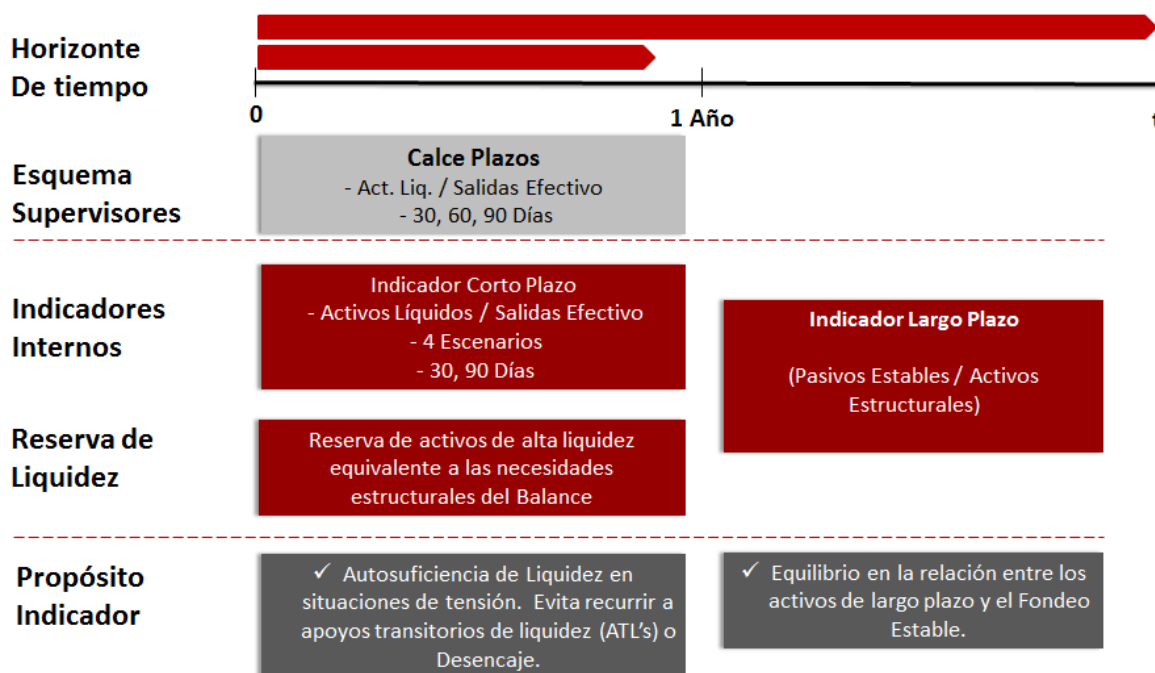 Horizonte
De tiempo
0
1 Año
t
Esquema
Supervisores
Calce Plazos
- Act. Liq. / Salidas Efectivo
- 30, 60, 90 Días
Indicadores
Internos
Indicador Corto Plazo
- Activos Líquidos / Salidas Efectivo
- 4 Escenarios
- 30, 90 Días
Indicador Largo Plazo
(Pasivos Estables / Activos
Estructurales)
Reserva de
Liquidez
Reserva de activos de alta liquidez
equivalente a las necesidades
estructurales del Balance
Propósito
Indicador
✓ Autosuficiencia de Liquidez en
situaciones de tensión. Evita recurrir a
apoyos transitorios de liquidez (ATL's) o
Desencaje.
✓ Equilibrio en la relación entre los
activos de largo plazo y el Fondeo
Estable.